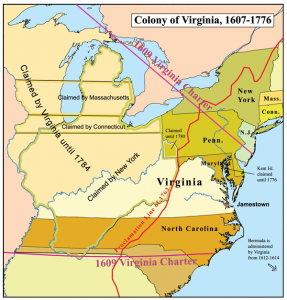 Colony of Virginia, 1607-1776
1609 Virginia Charter
Claimed by Virginia until 1784
Claimed by Massachusetts
Claimed by Connecticut
Claimed by New York
New
York
Mass.
Conn.
N.J.
Claimed
until 1780
Penn.
Maryl
Kent Isl.
claimed
until 1776
Virginia
Jamestown
Proclamation Line of 1763
North Carolina
Bermuda is
administered
by Virginia
from 1612-1614
1609 Virginia Charter